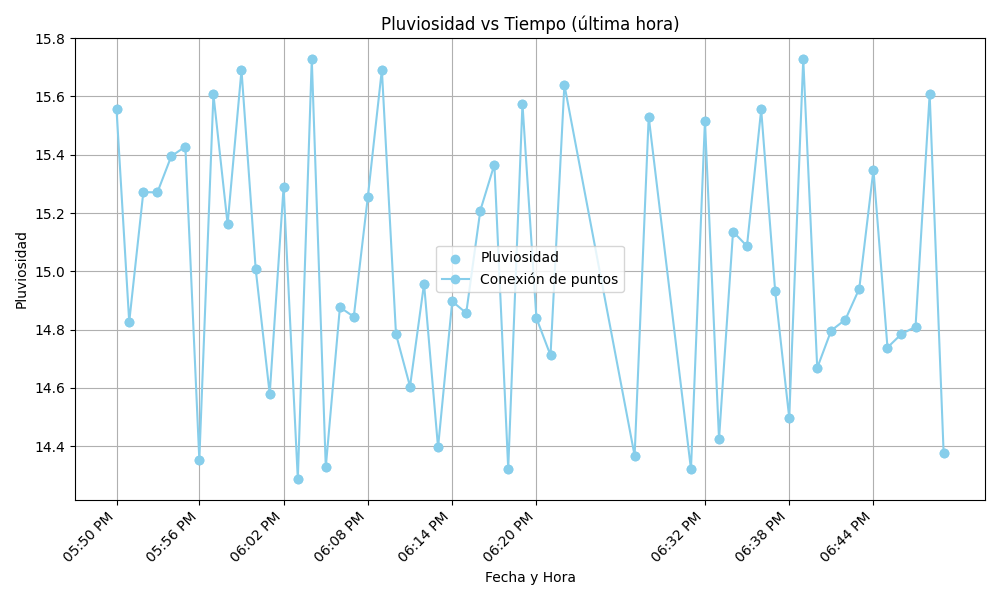 Pluviosidad vs Tiempo (última hora)
15.8
15.6
15.4
15.2
15.0
14.8
14.6
14.4
Pluviosidad
Pluviosidad
Conexión de puntos
05:50 PM
05:56 PM
06:02 PM
06:08 PM
06:14 PM
06:20 PM
06:32 PM
06:38 PM
06:44 PM
Fecha y Hora